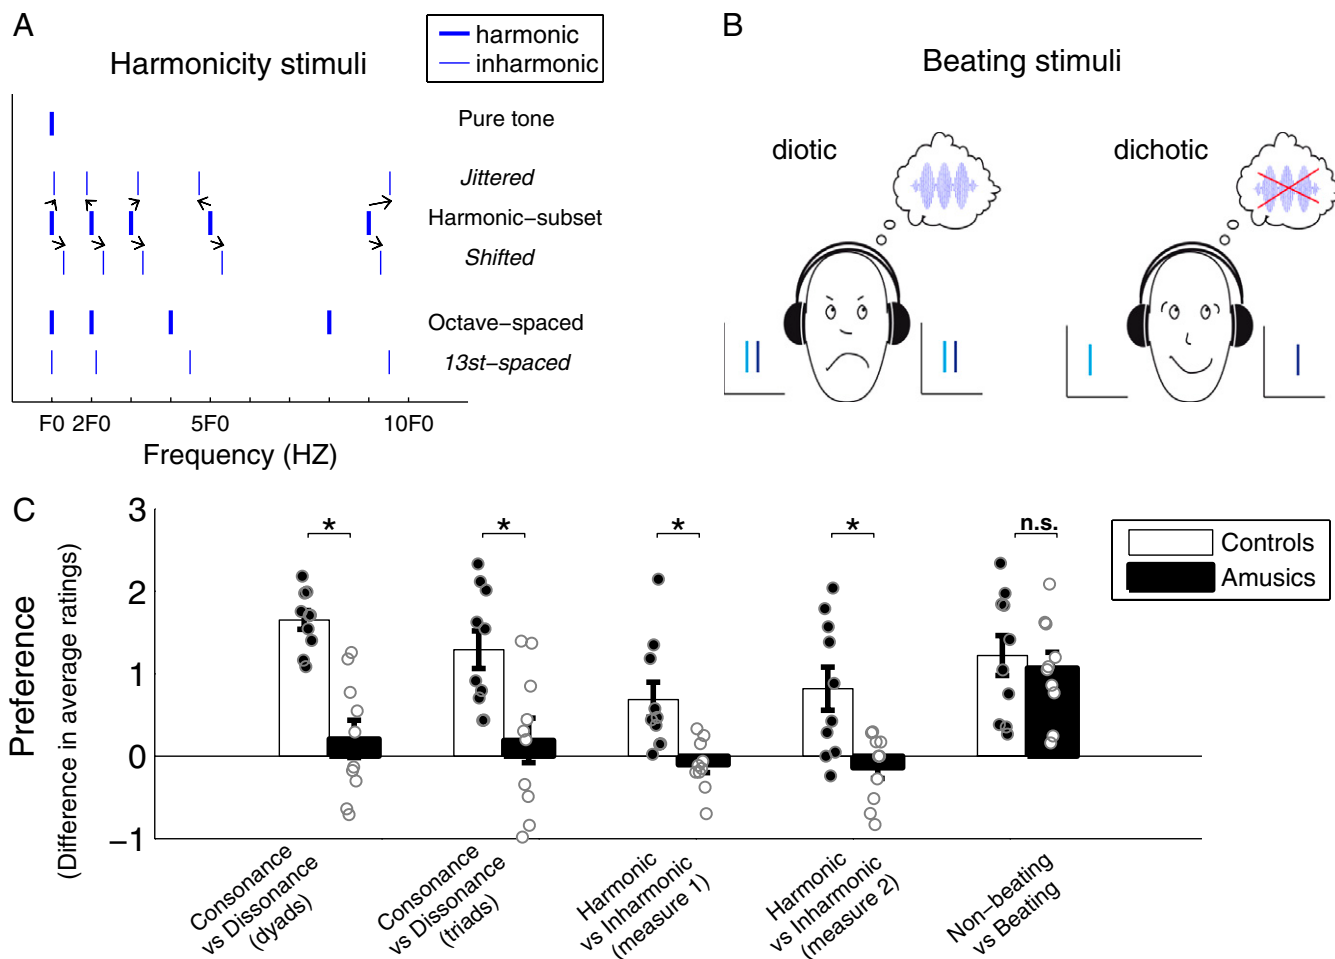 A
harmonic
inharmonic
Harmonicity stimuli
Pure tone
Jittered
Harmonic-subset
Shifted
Octave-spaced
13st-spaced
F0 2F0 5F0 10F0
Frequency (HZ)
B
Beating stimuli
diotic
dichotic
C
Preference
(Difference in average ratings)
3
2
1
0
-1
*
*
*
*
n.s.
Controls
Amusics
Consonance
vs Dissonance
(dyads)
Consonance
vs Dissonance
(triads)
Harmonic
vs Inharmonic
(measure 1)
Harmonic
vs Inharmonic
(measure 2)
Non-beating
vs Beating